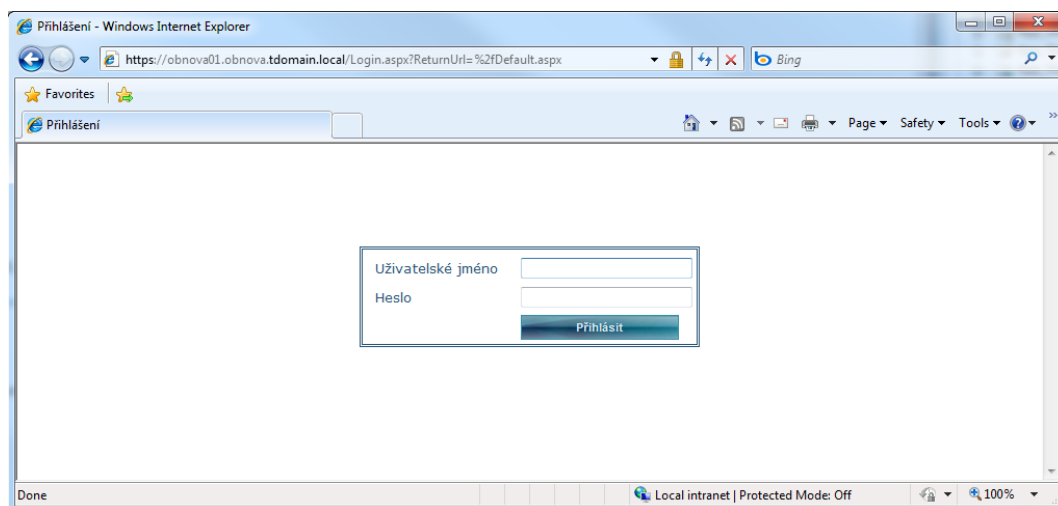 Přihlášení - Windows Internet Explorer
https://obnova01.obnova.tdomain.local/Login.aspx?ReturnUrl=%2fDefault.aspx
Bing
Favorites
Přihlášení
Page Safety Tools »
Uživatelské jméno
Heslo
Přihlásit
Done
Local intranet | Protected Mode: Off
100%